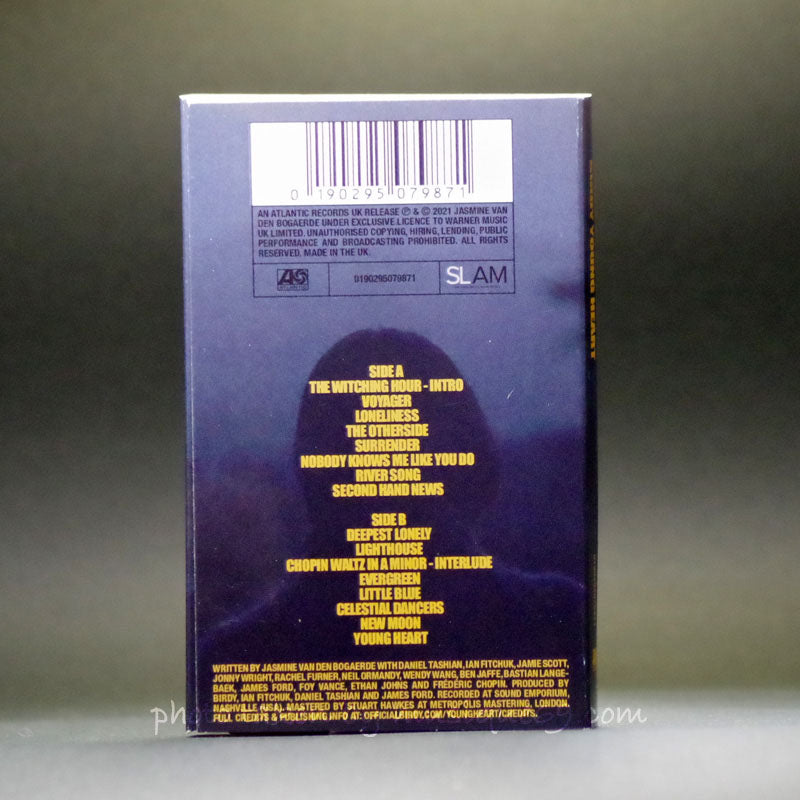 0 190295 079871
AN ATLANTIC RECORDS UK RELEASE ℗ & © 2021 JASMINE VAN
DEN BOGAERDE UNDER EXCLUSIVE LICENCE TO WARNER MUSIC
UK LIMITED. UNAUTHORISED COPYING, HIRING, LENDING, PUBLIC
PERFORMANCE AND BROADCASTING PROHIBITED. ALL RIGHTS
RESERVED. MADE IN THE UK.
ATLANTIC
0190295079871
SLAM
SIDE A
THE WITCHING HOUR - INTRO
VOYAGER
LONELINESS
THE OTHERSIDE
SURRENDER
NOBODY KNOWS ME LIKE YOU DO
RIVER SONG
SECOND HAND NEWS
SIDE B
DEEPEST LONELY
LIGHTHOUSE
CHOPIN WALTZ IN A MINOR - INTERLUDE
EVERGREEN
LITTLE BLUE
CELESTIAL DANCERS
NEW MOON
YOUNG HEART
WRITTEN BY JASMINE VAN DEN BOGAERDE WITH DANIEL TASHIAN, IAN FITCHUK, JAMIE SCOTT,
JONNY WRIGHT, RACHEL FURNER, NEIL ORMANDY, WENDY WANG, BEN JAFFE, BASTIAN LANGE-
BAEK, JAMES FORD, FOY VANCE, ETHAN JOHNS AND FRÉDÉRIC CHOPIN. PRODUCED BY
BIRDY, IAN FITCHUK, DANIEL TASHIAN AND JAMES FORD. RECORDED AT SOUND EMPORIUM,
NASHVILLE (USA). MASTERED BY STUART HAWKES AT METROPOLIS MASTERING, LONDON.
FULL CREDITS & PUBLISHING INFO AT: OFFICIALBIRDY.COM/YOUNGHEART/CREDITS.
YOUNG HEART